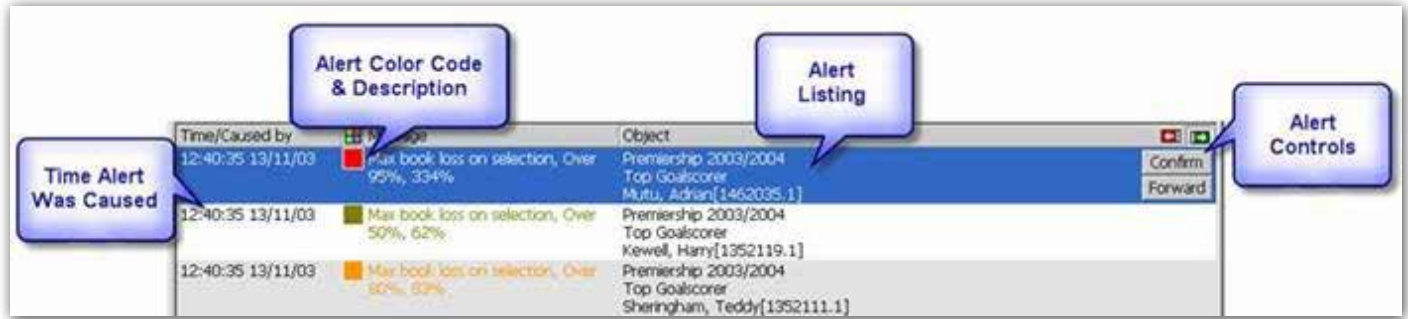 Alert Color Code
& Description
Alert
Listing
Alert
Controls
Time Alert
Was Caused
Time/Caused by
Object
12:40:35 13/11/03
Max book loss on selection, Over
95%, 334%
Premiership 2003/2004
Top Goalscorer
Mutu, Adrian[1462035.1]
Confirm
Forward
12:40:35 13/11/03
Max book loss on selection, Over
50%, 62%
Premiership 2003/2004
Top Goalscorer
Kewell, Harry[1352119.1]
12:40:35 13/11/03
Max book loss on selection, Over
80%, 83%
Premiership 2003/2004
Top Goalscorer
Sheringham, Teddy[1352111.1]